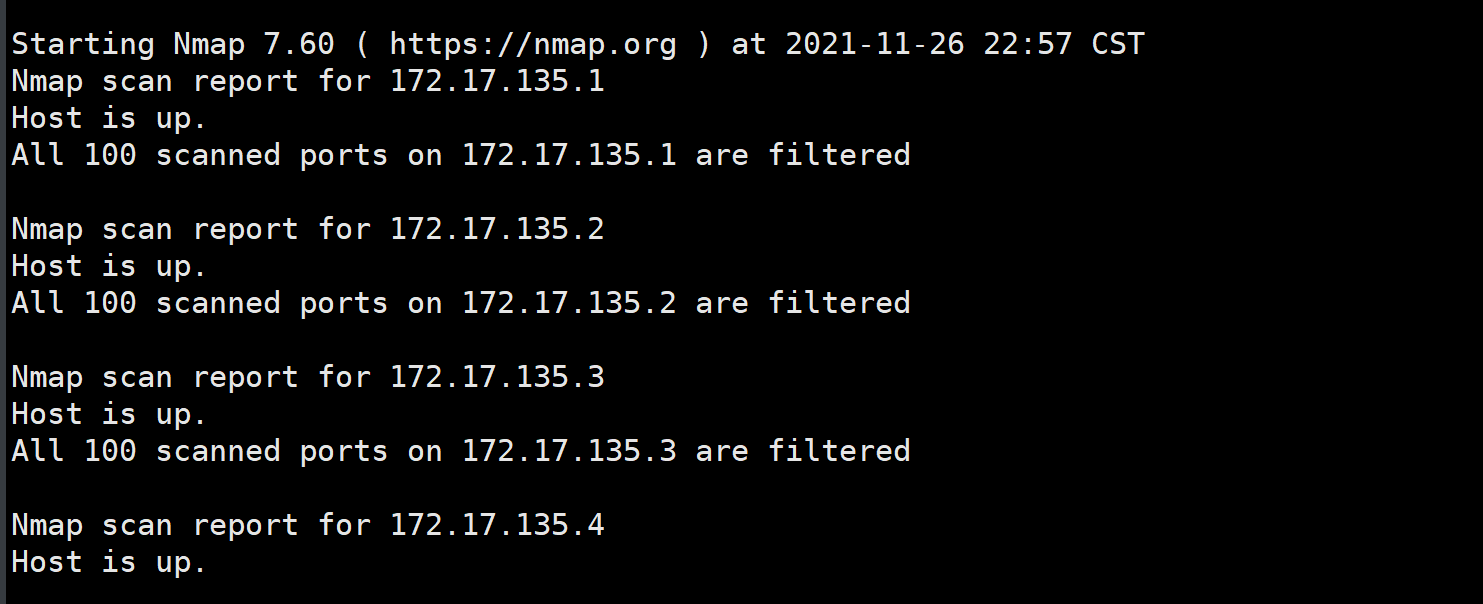 Starting Nmap 7.60 ( https://nmap.org ) at 2021-11-26 22:57 CST
Nmap scan report for 172.17.135.1
Host is up.
All 100 scanned ports on 172.17.135.1 are filtered
Nmap scan report for 172.17.135.2
Host is up.
All 100 scanned ports on 172.17.135.2 are filtered
Nmap scan report for 172.17.135.3
Host is up.
All 100 scanned ports on 172.17.135.3 are filtered
Nmap scan report for 172.17.135.4
Host is up.